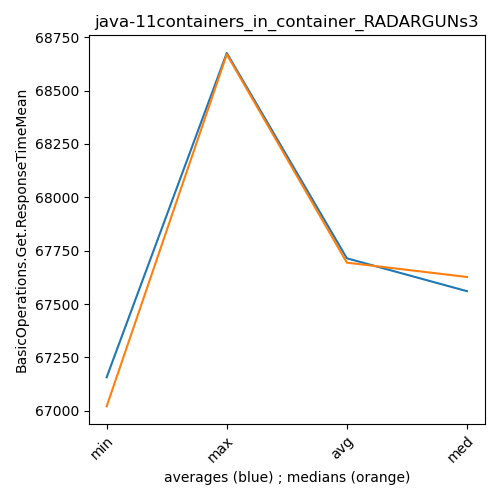 java-11containers_in_container_RADARGUNs3
BasicOperations.Get.ResponseTimeMean
68750
68500
68250
68000
67750
67500
67250
67000
min
max
avg
med
averages (blue) ; medians (orange)